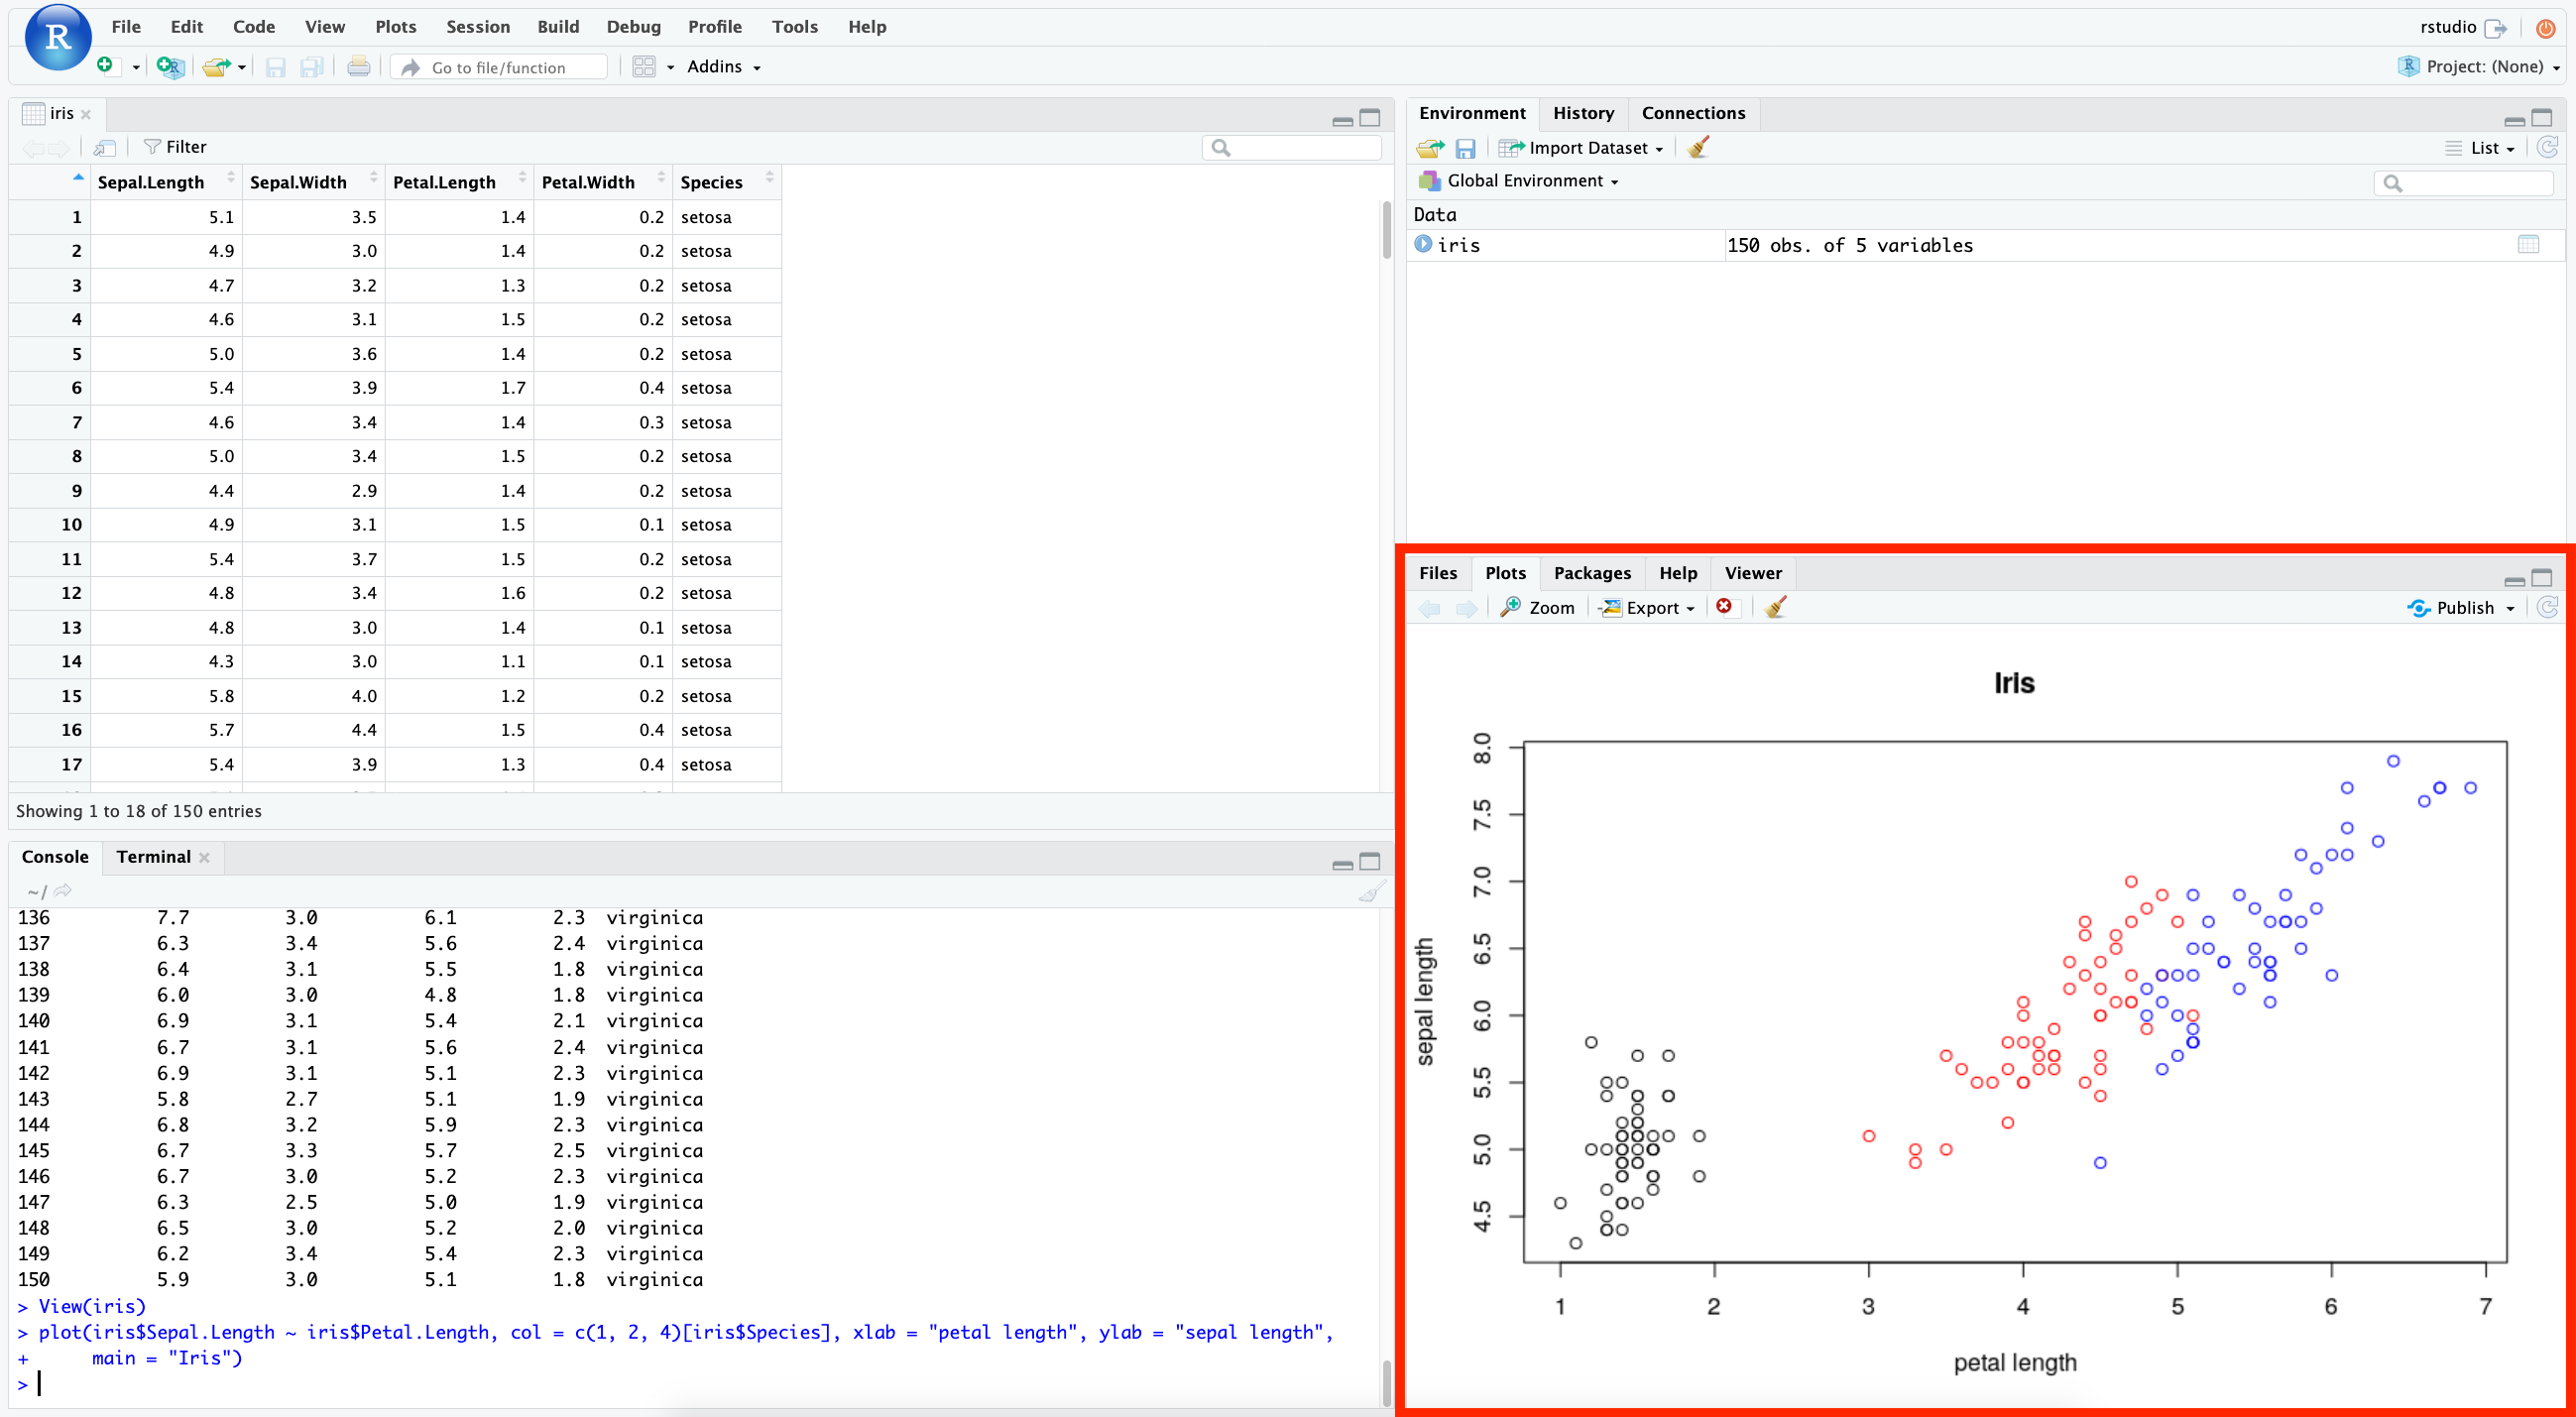 R
File Edit Code View Plots Session Build Debug Profile Tools Help
rstudio
Go to file/function
Addins
R Project: (None)
iris
Filter
Sepal.Length Sepal.Width Petal.Length Petal.Width Species
1 5.1 3.5 1.4 0.2 setosa
2 4.9 3.0 1.4 0.2 setosa
3 4.7 3.2 1.3 0.2 setosa
4 4.6 3.1 1.5 0.2 setosa
5 5.0 3.6 1.4 0.2 setosa
6 5.4 3.9 1.7 0.4 setosa
7 4.6 3.4 1.4 0.3 setosa
8 5.0 3.4 1.5 0.2 setosa
9 4.4 2.9 1.4 0.2 setosa
10 4.9 3.1 1.5 0.1 setosa
11 5.4 3.7 1.5 0.2 setosa
12 4.8 3.4 1.6 0.2 setosa
13 4.8 3.0 1.4 0.1 setosa
14 4.3 3.0 1.1 0.1 setosa
15 5.8 4.0 1.2 0.2 setosa
16 5.7 4.4 1.5 0.4 setosa
17 5.4 3.9 1.3 0.4 setosa
Showing 1 to 18 of 150 entries
Console Terminal
~/
136 7.7 3.0 6.1 2.3 virginica
137 6.3 3.4 5.6 2.4 virginica
138 6.4 3.1 5.5 1.8 virginica
139 6.0 3.0 4.8 1.8 virginica
140 6.9 3.1 5.4 2.1 virginica
141 6.7 3.1 5.6 2.4 virginica
142 6.9 3.1 5.1 2.3 virginica
143 5.8 2.7 5.1 1.9 virginica
144 6.8 3.2 5.9 2.3 virginica
145 6.7 3.3 5.7 2.5 virginica
146 6.7 3.0 5.2 2.3 virginica
147 6.3 2.5 5.0 1.9 virginica
148 6.5 3.0 5.2 2.0 virginica
149 6.2 3.4 5.4 2.3 virginica
150 5.9 3.0 5.1 1.8 virginica
> View(iris)
> plot(iris$Sepal.Length ~ iris$Petal.Length, col = c(1, 2, 4)[iris$Species], xlab = "petal length", ylab = "sepal length",
+ main = "Iris")
>
Environment History Connections
Import Dataset
List
Global Environment
Data
iris 150 obs. of 5 variables
Files Plots Packages Help Viewer
Zoom Export Publish
Iris
8.0
7.5
7.0
6.5
6.0
5.5
5.0
4.5
sepal length
1 2 3 4 5 6 7
petal length